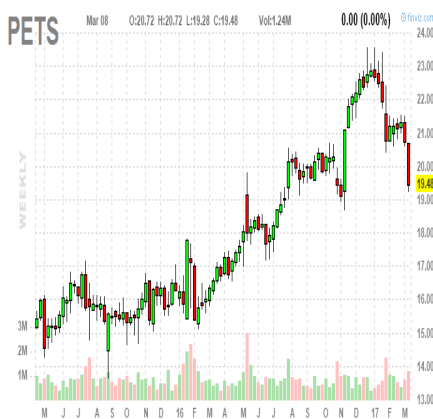 PETS Mar 08 O:20.72 H:20.72 L:19.28 C:19.48 Vol:1.24M 0.00 (0.00%) © finviz.com
24.00
23.00
22.00
21.00
20.00
19.48
19.00
18.00
17.00
3M 16.00
2M 15.00
1M 14.00
13.00
WEEKLY
M J J A S O N D 16 F M A M J J A S O N D 17 F M